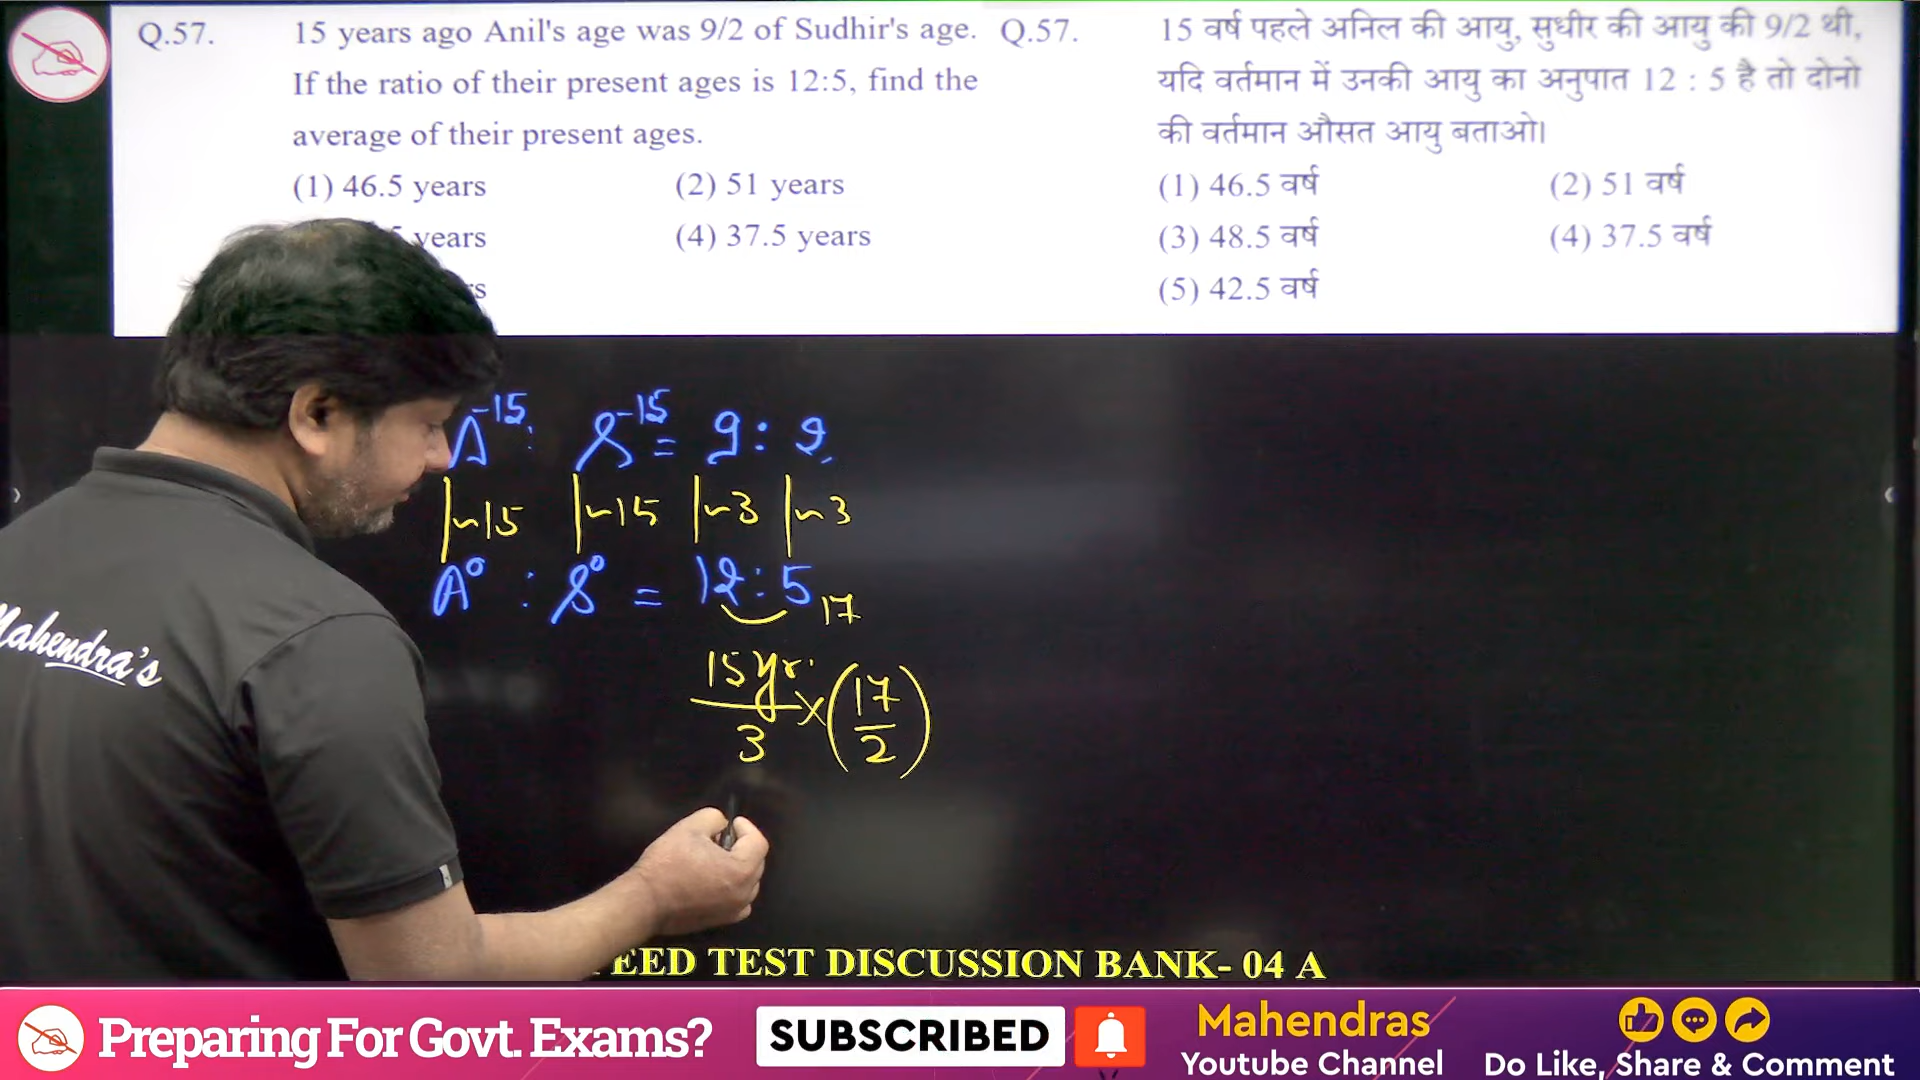 Q.57. 15 years ago Anil's age was 9/2 of Sudhir's age.
If the ratio of their present ages is 12:5, find the
average of their present ages.
(1) 46.5 years (2) 51 years
years (4) 37.5 years
Q.57. 15 वर्ष पहले अनिल की आयु, सुधीर की आयु की 9/2 थी,
यदि वर्तमान में उनकी आयु का अनुपात 12 : 5 है तो दोनो
की वर्तमान औसत आयु बताओ।
(1) 46.5 वर्ष (2) 51 वर्ष
(3) 48.5 वर्ष (4) 37.5 वर्ष
(5) 42.5 वर्ष
A-15 : S-15 = 9 : 2
~15 ~15 ~3 ~3
A0 : S0 = 12 : 5
17
15yr. / 3 × (17/2)
Mahendra's
EED TEST DISCUSSION BANK- 04 A
Preparing For Govt. Exams?
SUBSCRIBED
Mahendras
Youtube Channel
Do Like, Share & Comment